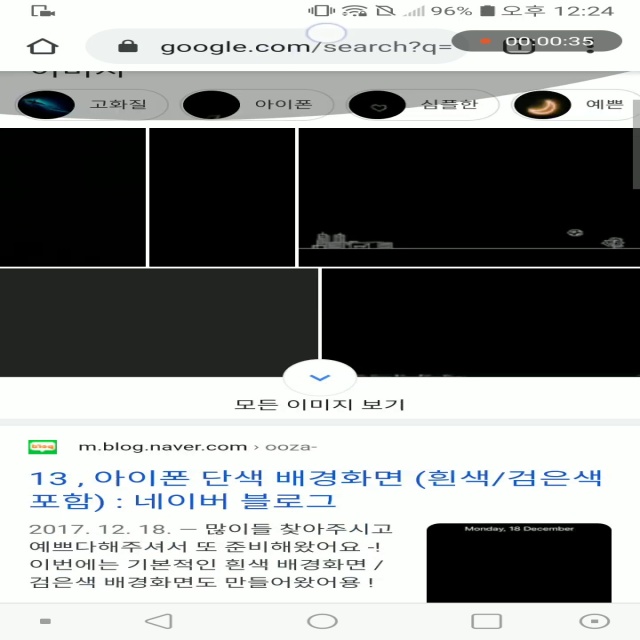 96% 오후 12:24
google.com/search?q=
00:00:35
이미지
고화질
아이폰
심플한
예쁜
모든 이미지 보기
m.blog.naver.com › ooza-
13 , 아이폰 단색 배경화면 (흰색/검은색
포함) : 네이버 블로그
2017. 12. 18. — 많이들 찾아주시고
예쁘다해주셔서 또 준비해왔어요 -!
이번에는 기본적인 흰색 배경화면 /
검은색 배경화면도 만들어왔어용 !
Monday, 18 December